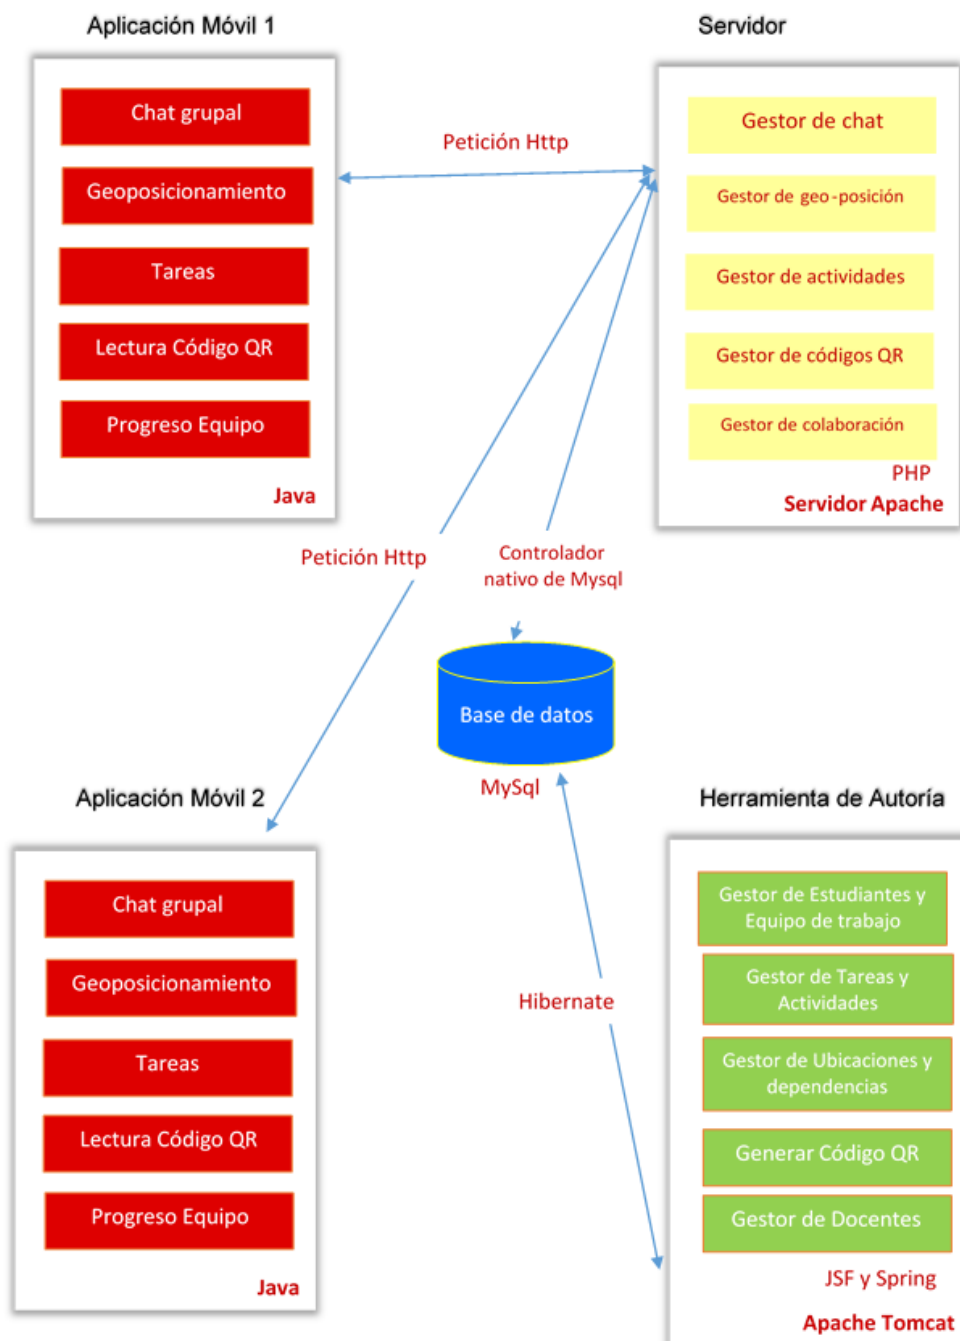 Aplicación Móvil 1
Chat grupal
Geoposicionamiento
Tareas
Lectura Código QR
Progreso Equipo
Java
Petición Http
Servidor
Gestor de chat
Gestor de geo-posición
Gestor de actividades
Gestor de códigos QR
Gestor de colaboración
PHP
Servidor Apache
Petición Http
Controlador
nativo de Mysql
Base de datos
MySql
Aplicación Móvil 2
Chat grupal
Geoposicionamiento
Tareas
Lectura Código QR
Progreso Equipo
Java
Hibernate
Herramienta de Autoría
Gestor de Estudiantes y
Equipo de trabajo
Gestor de Tareas y
Actividades
Gestor de Ubicaciones y
dependencias
Generar Código QR
Gestor de Docentes
JSF y Spring
Apache Tomcat